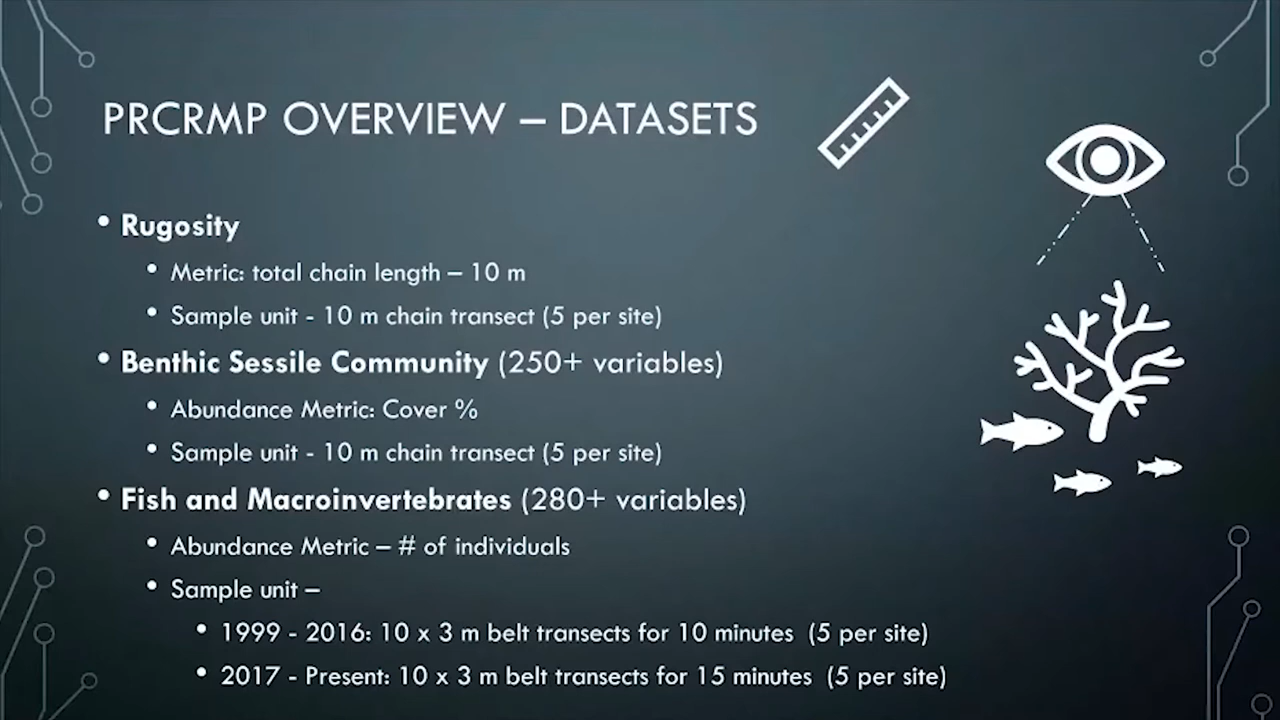 PRCRMP OVERVIEW – DATASETS
• Rugosity
• Metric: total chain length – 10 m
• Sample unit - 10 m chain transect (5 per site)
• Benthic Sessile Community (250+ variables)
• Abundance Metric: Cover %
• Sample unit - 10 m chain transect (5 per site)
• Fish and Macroinvertebrates (280+ variables)
• Abundance Metric – # of individuals
• Sample unit –
• 1999 - 2016: 10 x 3 m belt transects for 10 minutes (5 per site)
• 2017 - Present: 10 x 3 m belt transects for 15 minutes (5 per site)